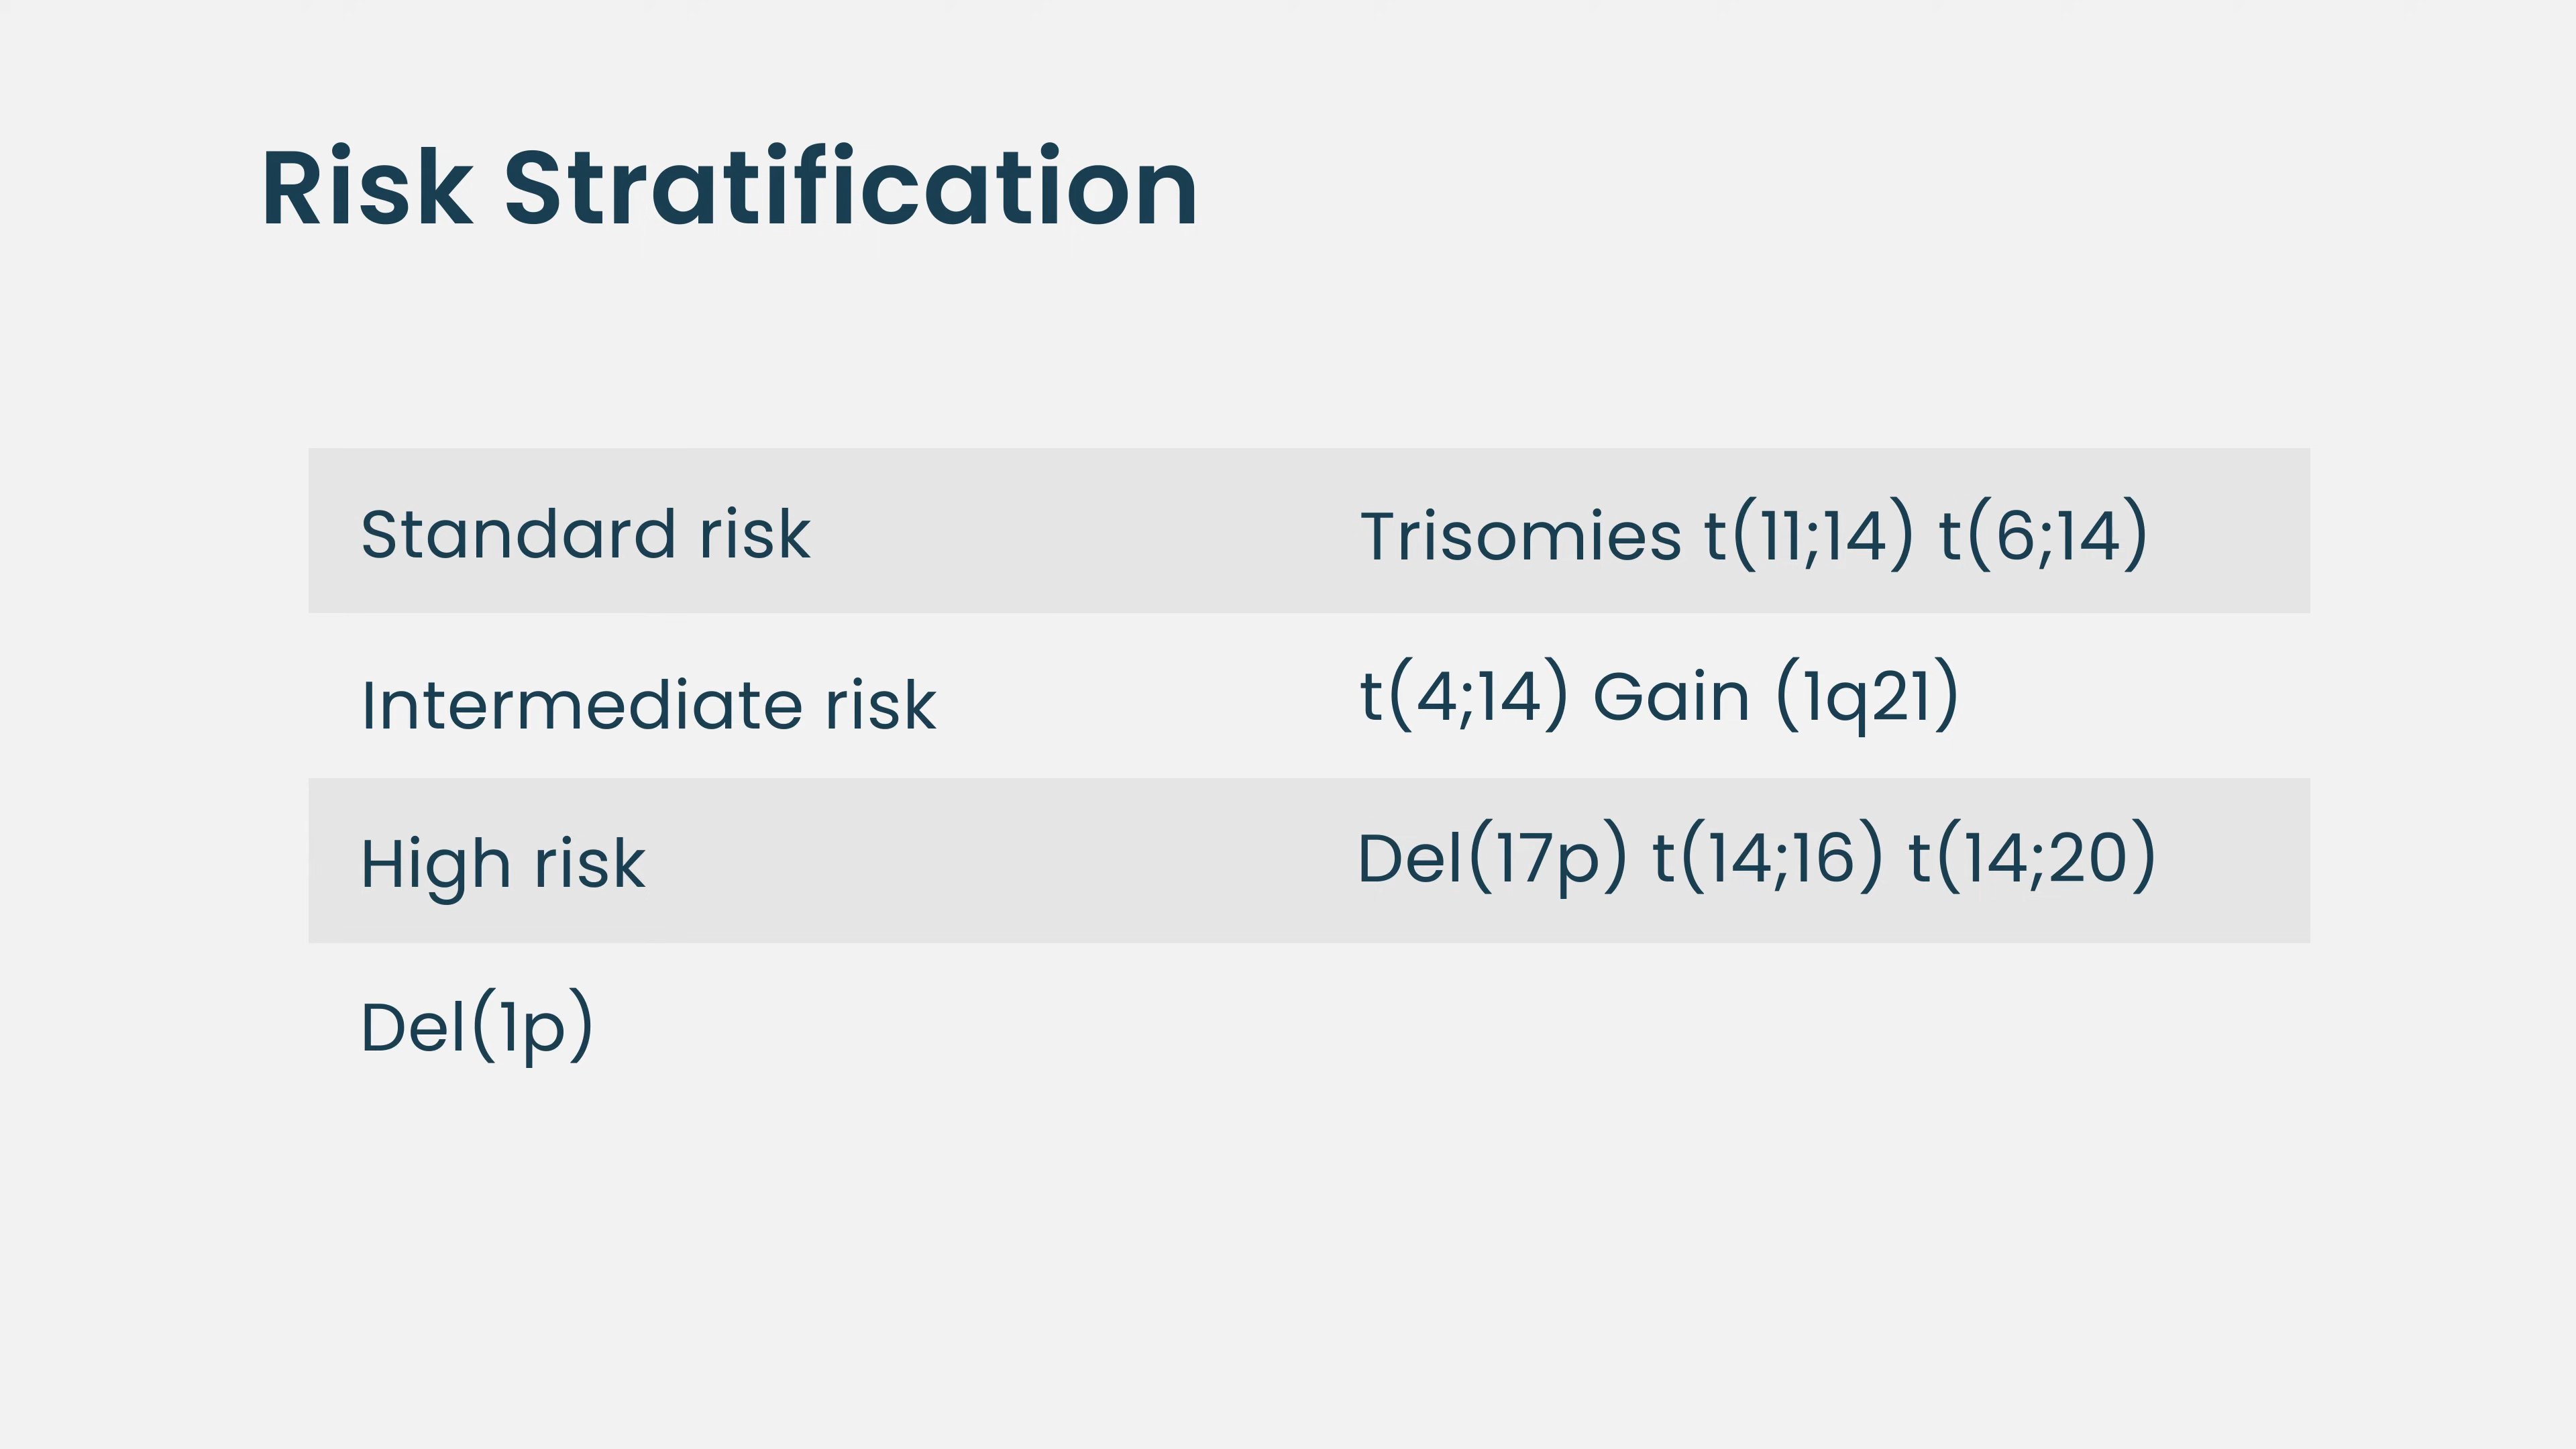 Risk Stratification
Standard risk Trisomies t(11;14) t(6;14)
Intermediate risk t(4;14) Gain (1q21)
High risk Del(17p) t(14;16) t(14;20)
Del(1p)